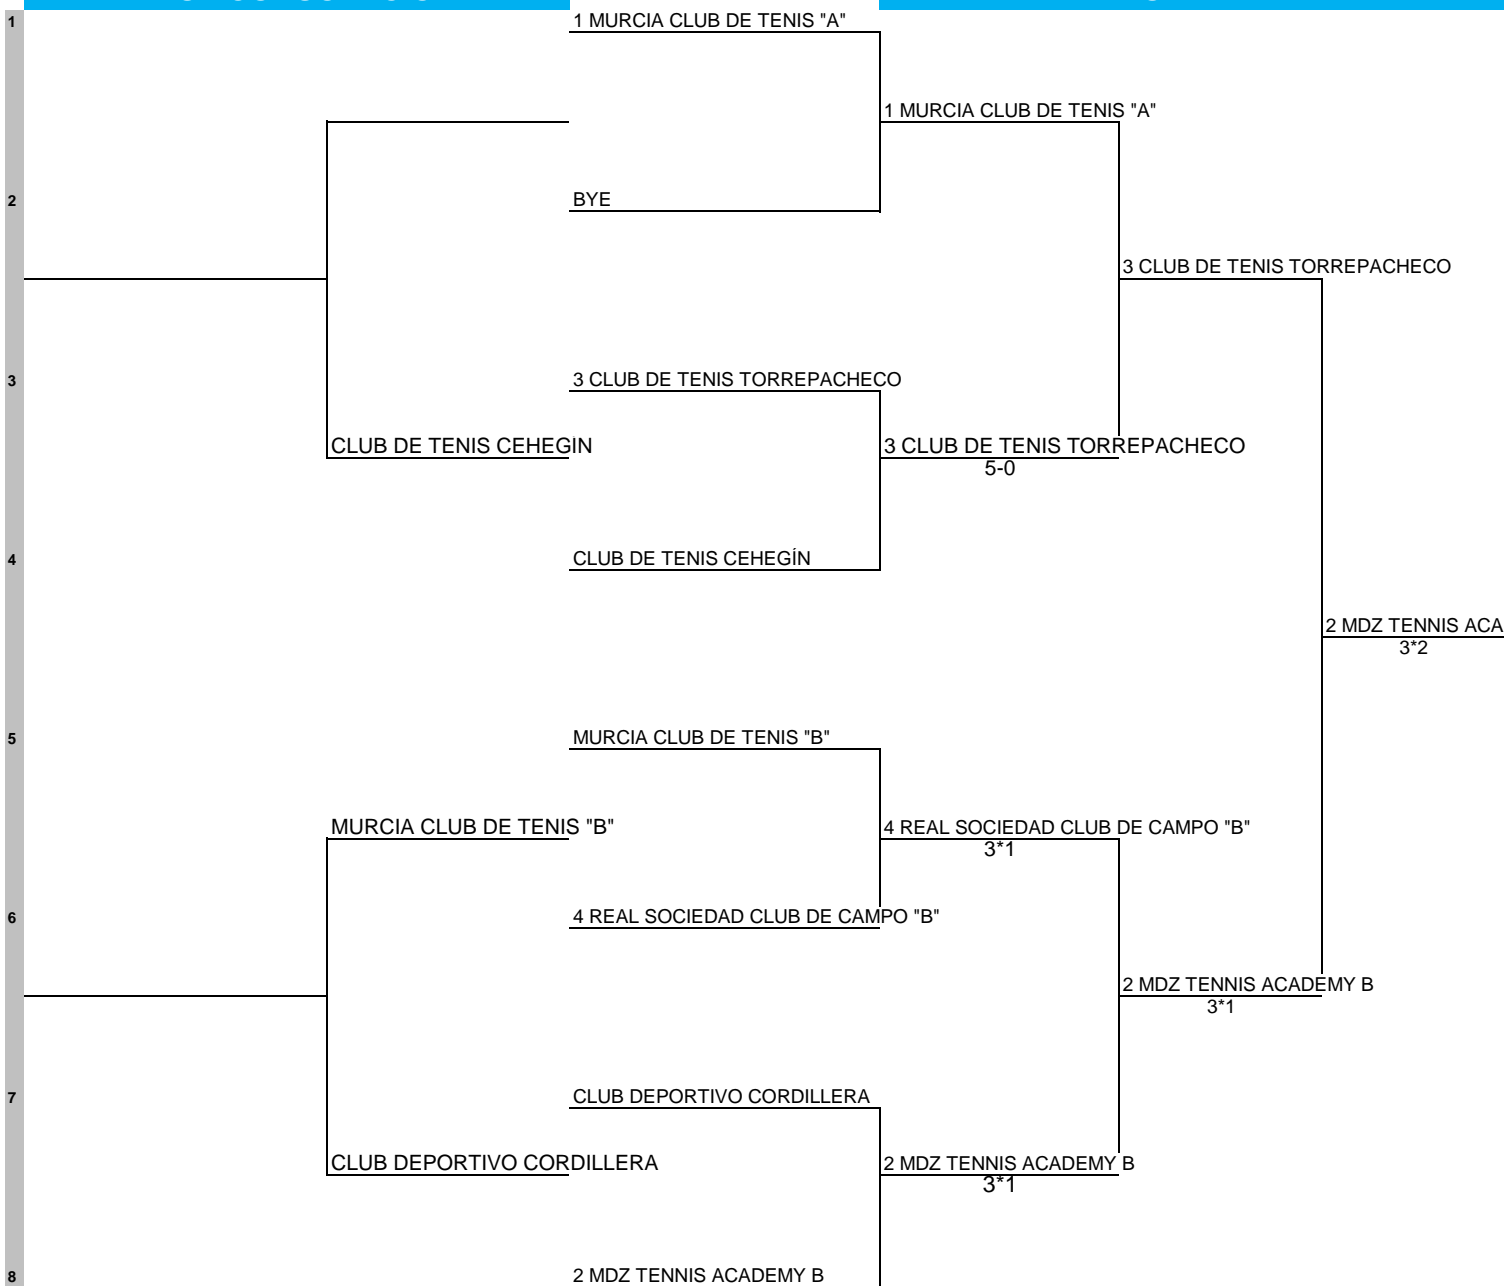 1
1 MURCIA CLUB DE TENIS "A"
1 MURCIA CLUB DE TENIS "A"
2
BYE
3 CLUB DE TENIS TORREPACHECO
3
3 CLUB DE TENIS TORREPACHECO
CLUB DE TENIS CEHEGIN
3 CLUB DE TENIS TORREPACHECO
5-0
4
CLUB DE TENIS CEHEGÍN
2 MDZ TENNIS ACA
3*2
5
MURCIA CLUB DE TENIS "B"
MURCIA CLUB DE TENIS "B"
4 REAL SOCIEDAD CLUB DE CAMPO "B"
3*1
6
4 REAL SOCIEDAD CLUB DE CAMPO "B"
2 MDZ TENNIS ACADEMY B
3*1
7
CLUB DEPORTIVO CORDILLERA
CLUB DEPORTIVO CORDILLERA
2 MDZ TENNIS ACADEMY B
3*1
8
2 MDZ TENNIS ACADEMY B